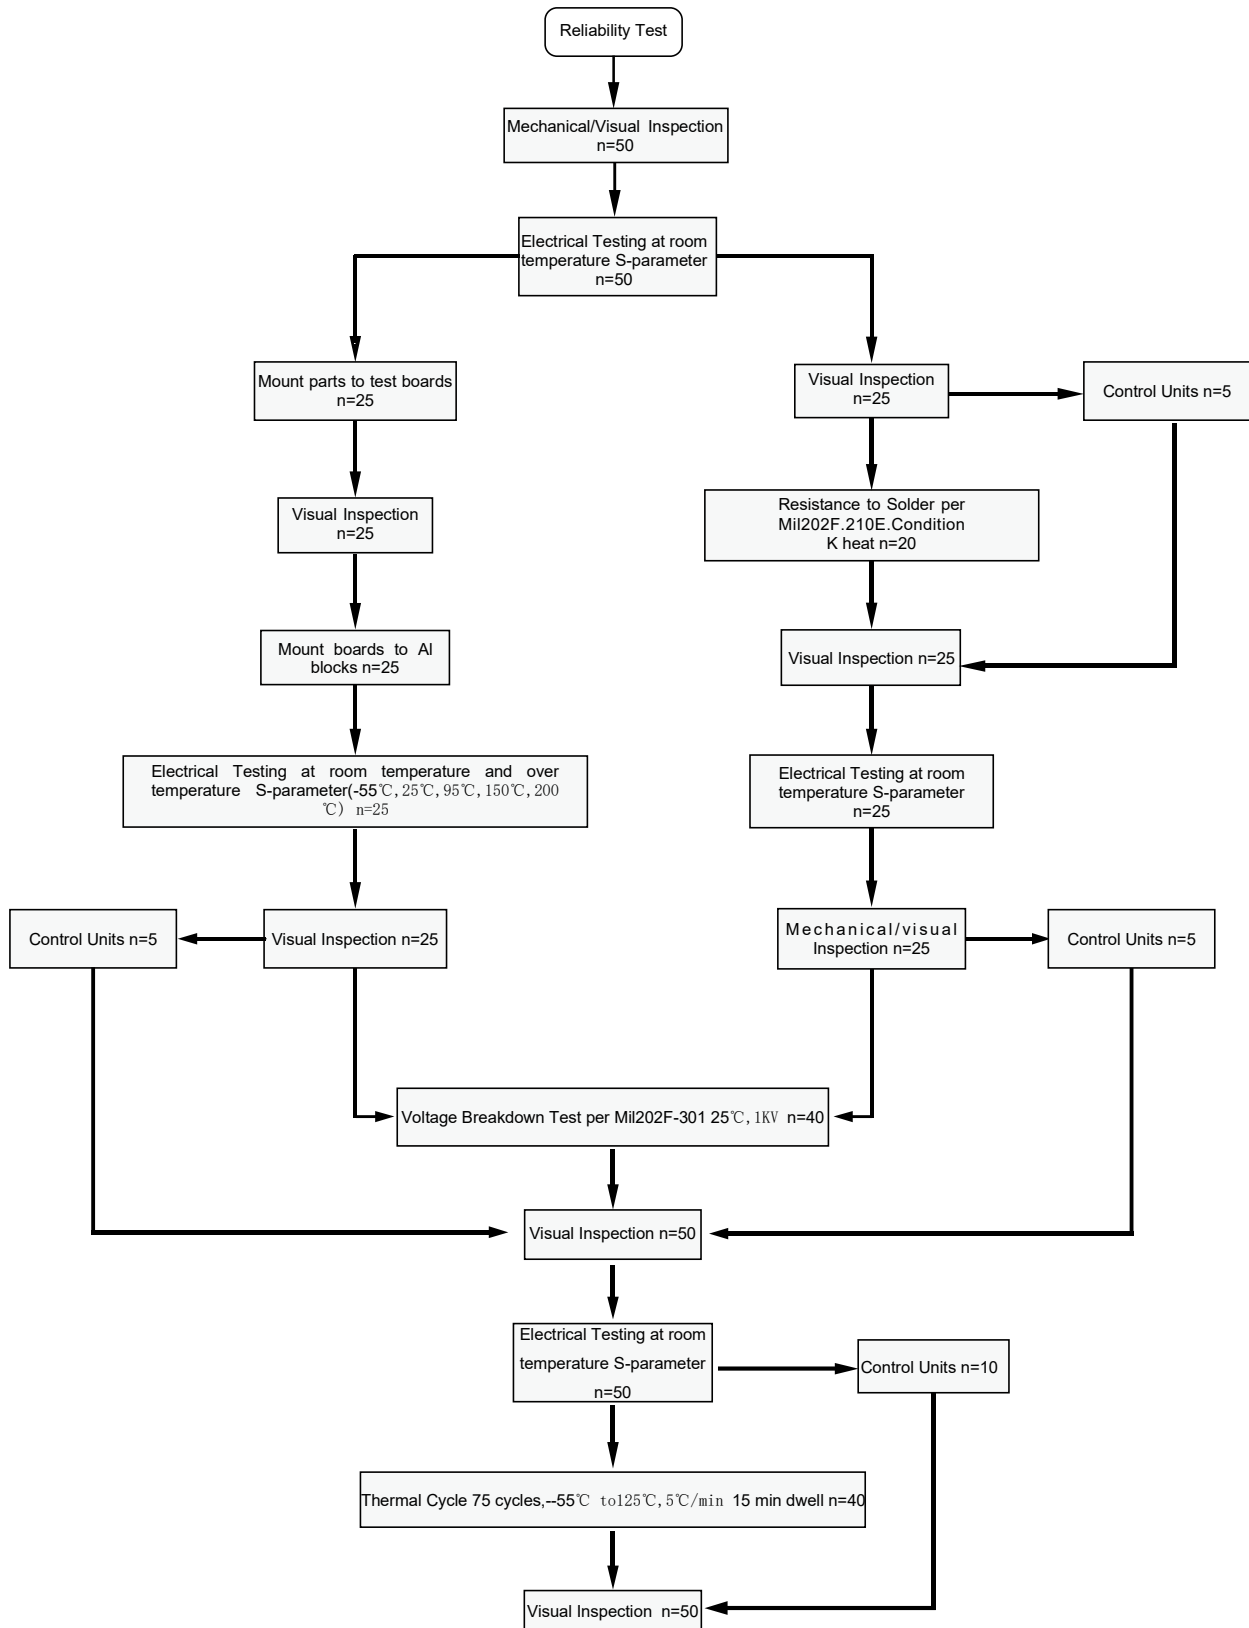 Reliability Test
Mechanical/Visual Inspection
n=50
Electrical Testing at room
temperature S-parameter
n=50
Mount parts to test boards
n=25
Visual Inspection
n=25
Control Units n=5
Visual Inspection
n=25
Resistance to Solder per
Mil202F.210E.Condition
K heat n=20
Mount boards to Al
blocks n=25
Visual Inspection n=25
Electrical Testing at room temperature and over
temperature S-parameter(-55℃,25℃,95℃,150℃,200
℃) n=25
Electrical Testing at room
temperature S-parameter
n=25
Control Units n=5
Visual Inspection n=25
Mechanical/visual
Inspection n=25
Control Units n=5
Voltage Breakdown Test per Mil202F-301 25℃,1KV n=40
Visual Inspection n=50
Electrical Testing at room
temperature S-parameter
n=50
Control Units n=10
Thermal Cycle 75 cycles,--55℃ to125℃,5℃/min 15 min dwell n=40
Visual Inspection n=50